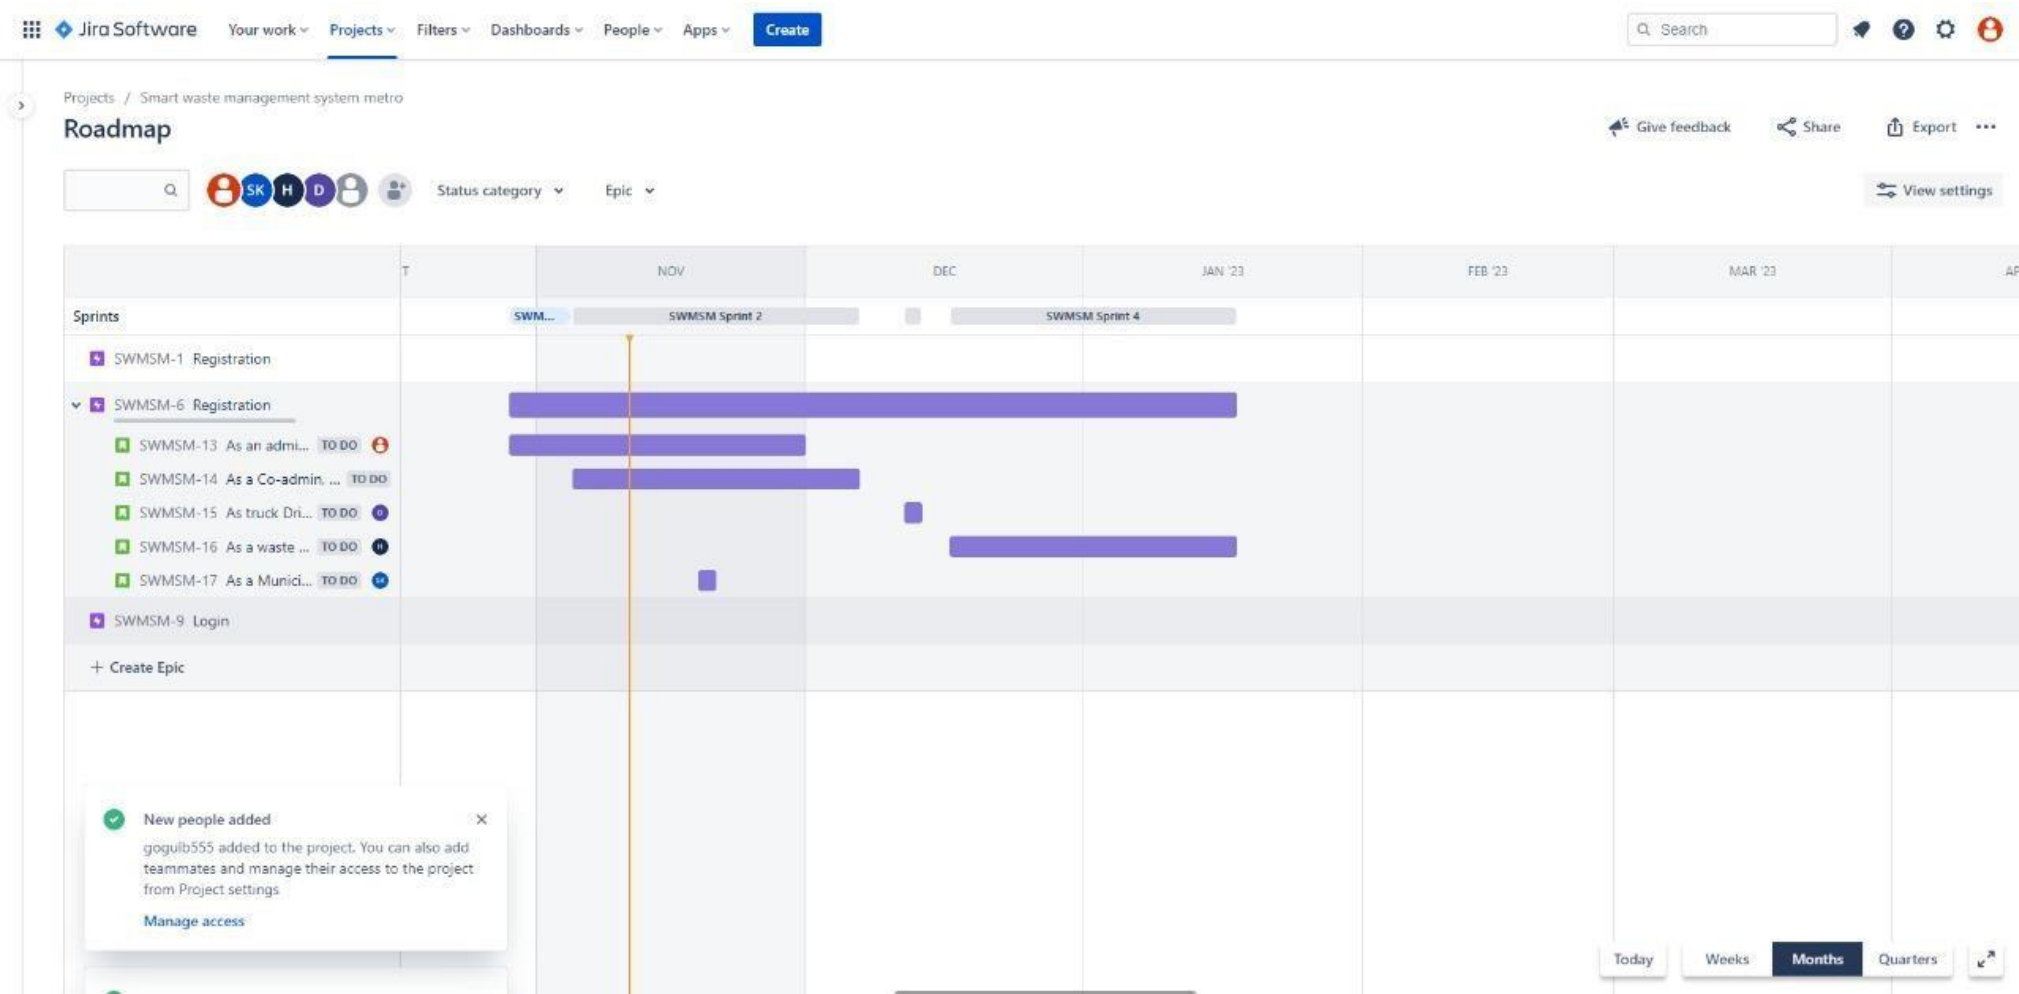 Jira Software Your work Projects Filters Dashboards People Apps Create Search
Projects / Smart waste management system metro
Roadmap
Give feedback Share Export
SK H D Status category Epic View settings
T NOV DEC JAN '23 FEB '23 MAR '23 AP
Sprints SWM... SWMSM Sprint 2 SWMSM Sprint 4
SWMSM-1 Registration
SWMSM-6 Registration
SWMSM-13 As an admi... TO DO
SWMSM-14 As a Co-admin, ... TO DO
SWMSM-15 As truck Dri... TO DO D
SWMSM-16 As a waste ... TO DO H
SWMSM-17 As a Munici... TO DO SK
SWMSM-9 Login
+ Create Epic
New people added
gogulb555 added to the project. You can also add
teammates and manage their access to the project
from Project settings
Manage access
Today Weeks Months Quarters